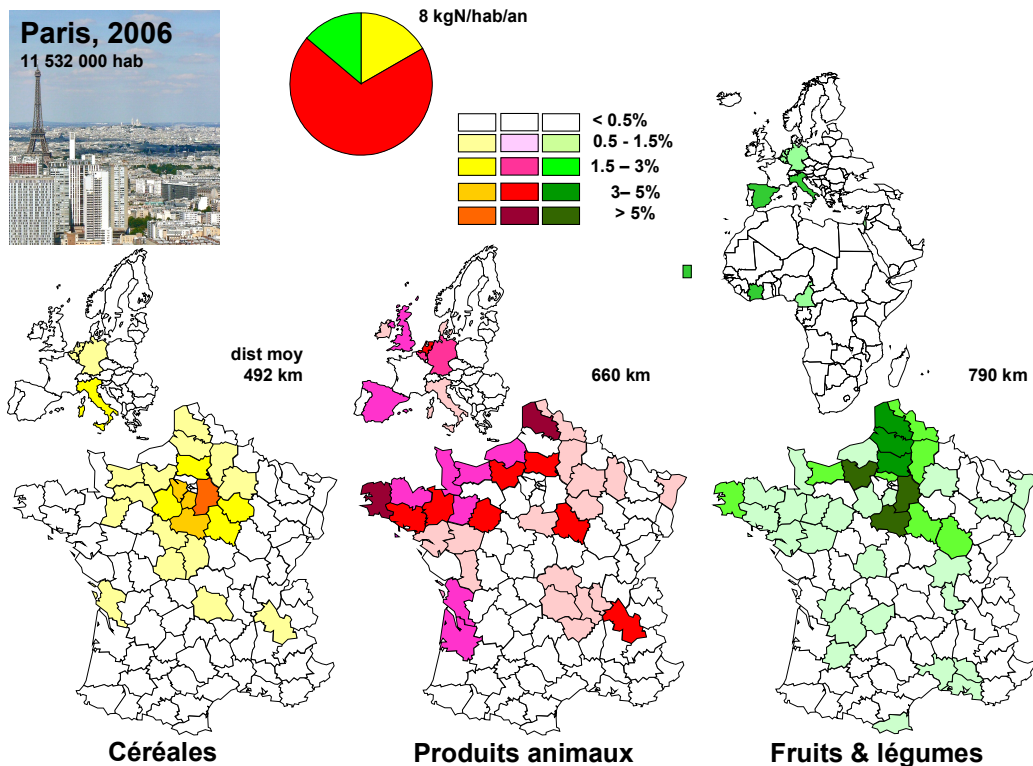 Paris, 2006
11 532 000 hab
8 kgN/hab/an
< 0.5%
0.5 - 1.5%
1.5 – 3%
3– 5%
> 5%
dist moy
492 km
660 km
790 km
Céréales
Produits animaux
Fruits & légumes